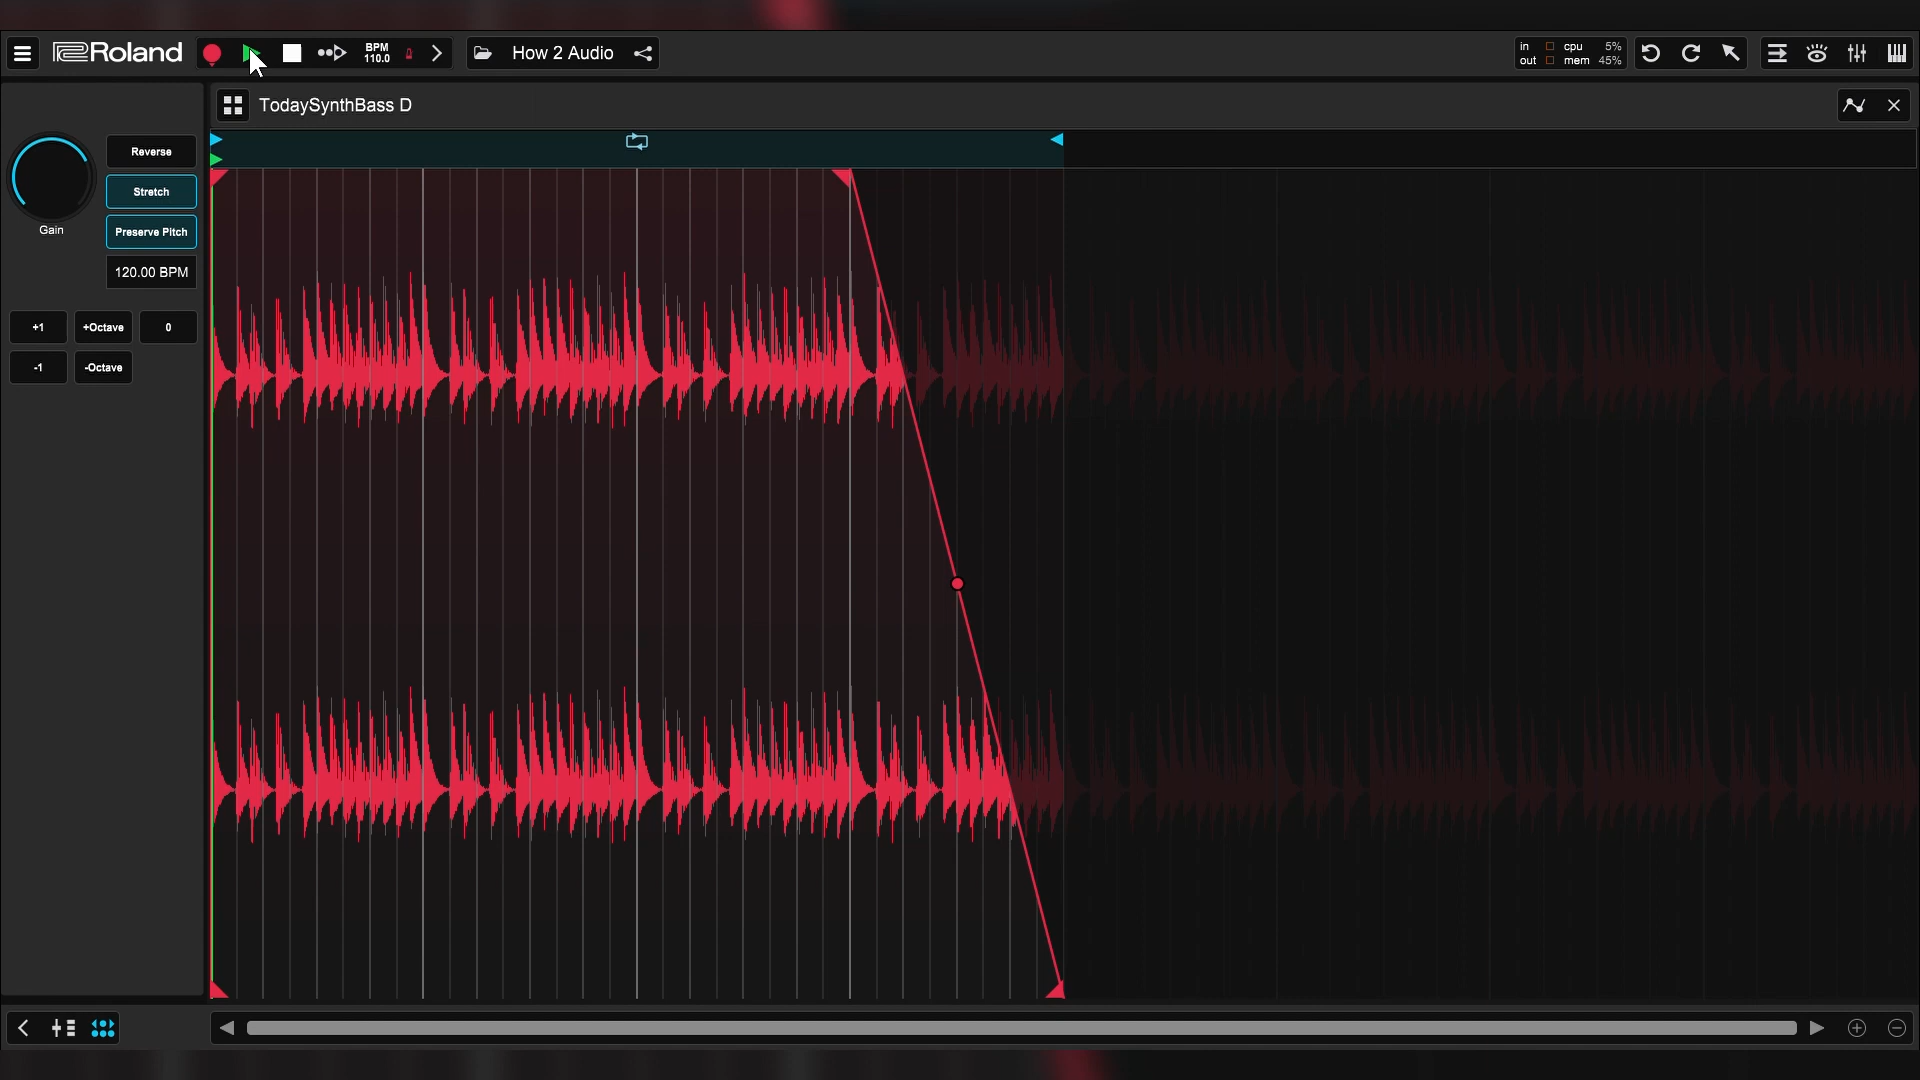 Roland
BPM
110.0
How 2 Audio
in
cpu
5%
out
mem
45%
TodaySynthBass D
Reverse
Stretch
Gain
Preserve Pitch
120.00 BPM
+1
+Octave
0
-1
-Octave